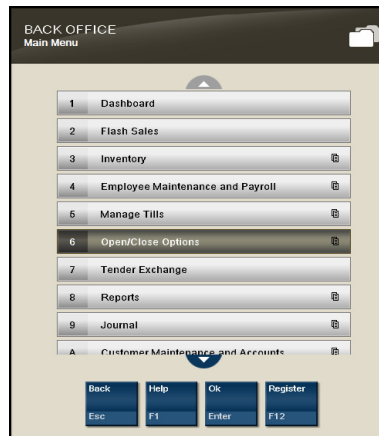 BACK OFFICE
Main Menu
1 Dashboard
2 Flash Sales
3 Inventory
4 Employee Maintenance and Payroll
5 Manage Tills
6 Open/Close Options
7 Tender Exchange
8 Reports
9 Journal
A Customer Maintenance and Accounts
Back Help Ok Register
Esc F1 Enter F12